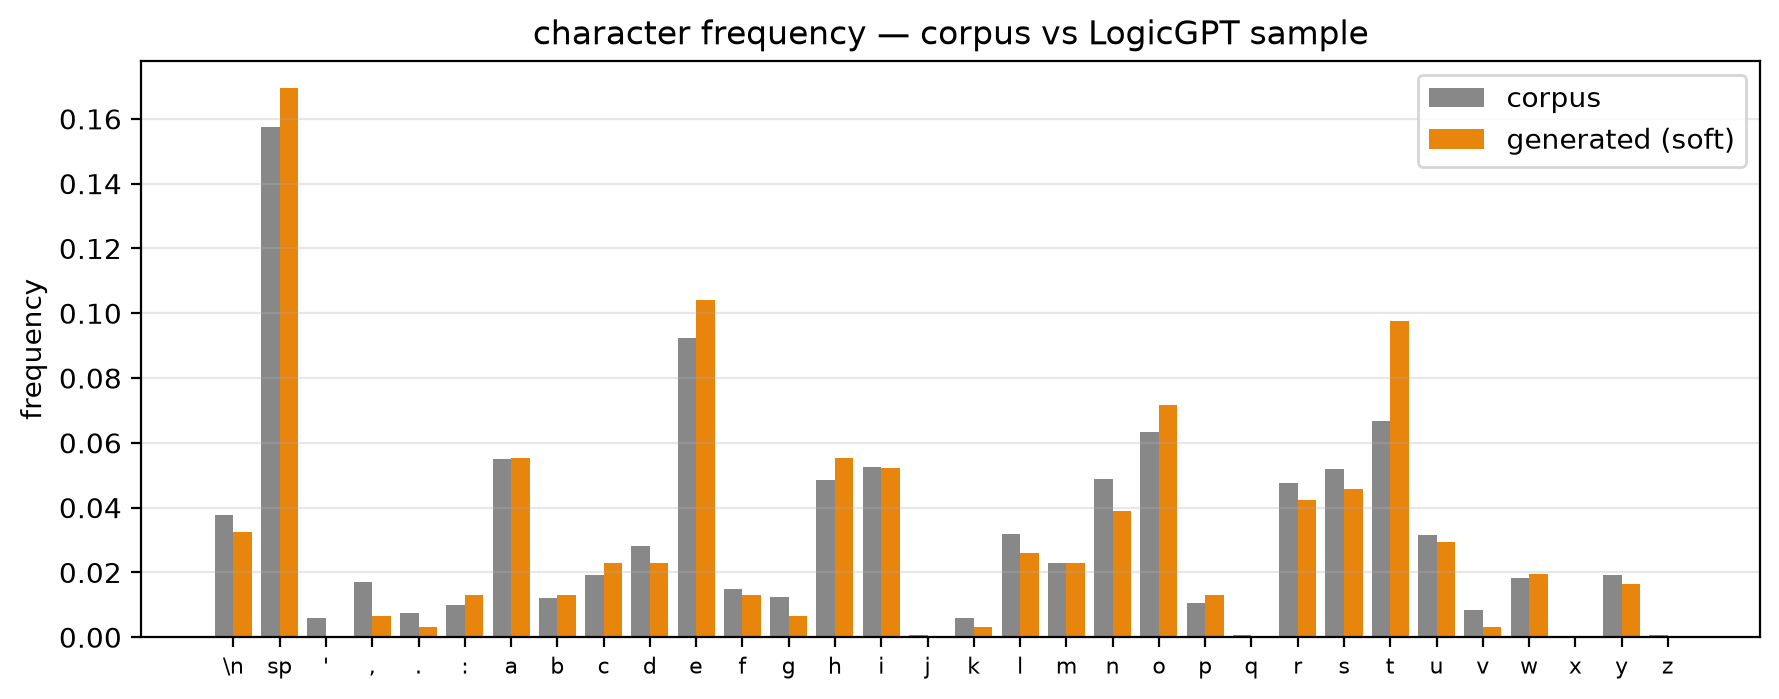 character frequency — corpus vs LogicGPT sample
corpus
generated (soft)
frequency
0.16
0.14
0.12
0.10
0.08
0.06
0.04
0.02
0.00
\n sp ' , . : a b c d e f g h i j k l m n o p q r s t u v w x y z